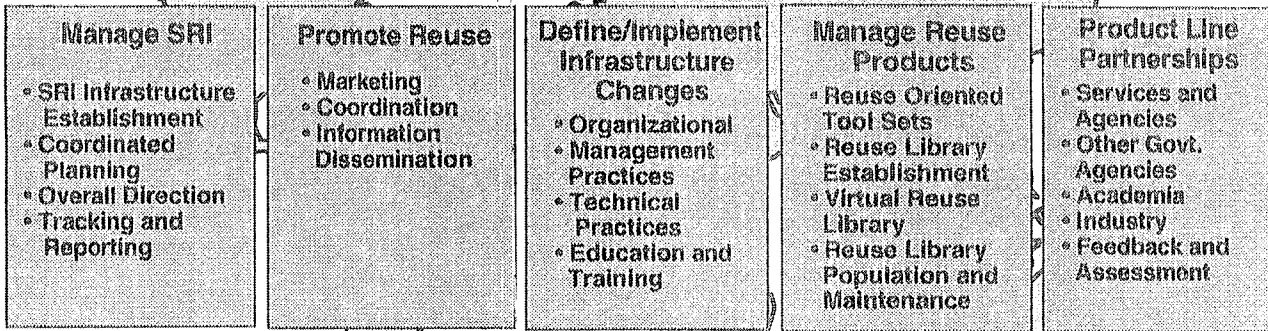 Manage SRI
• SRI Infrastructure
Establishment
• Coordinated
Planning
• Overall Direction
• Tracking and
Reporting
Promote Reuse
• Marketing
• Coordination
• Information
Dissemination
Define/Implement
Infrastructure
Changes
• Organizational
• Management
Practices
• Technical
Practices
• Education and
Training
Manage Reuse
Products
• Reuse Oriented
Tool Sets
• Reuse Library
Establishment
• Virtual Reuse
Library
• Reuse Library
Population and
Maintenance
Product Line
Partnerships
• Services and
Agencies
• Other Govt.
Agencies
• Academia
• Industry
• Feedback and
Assessment